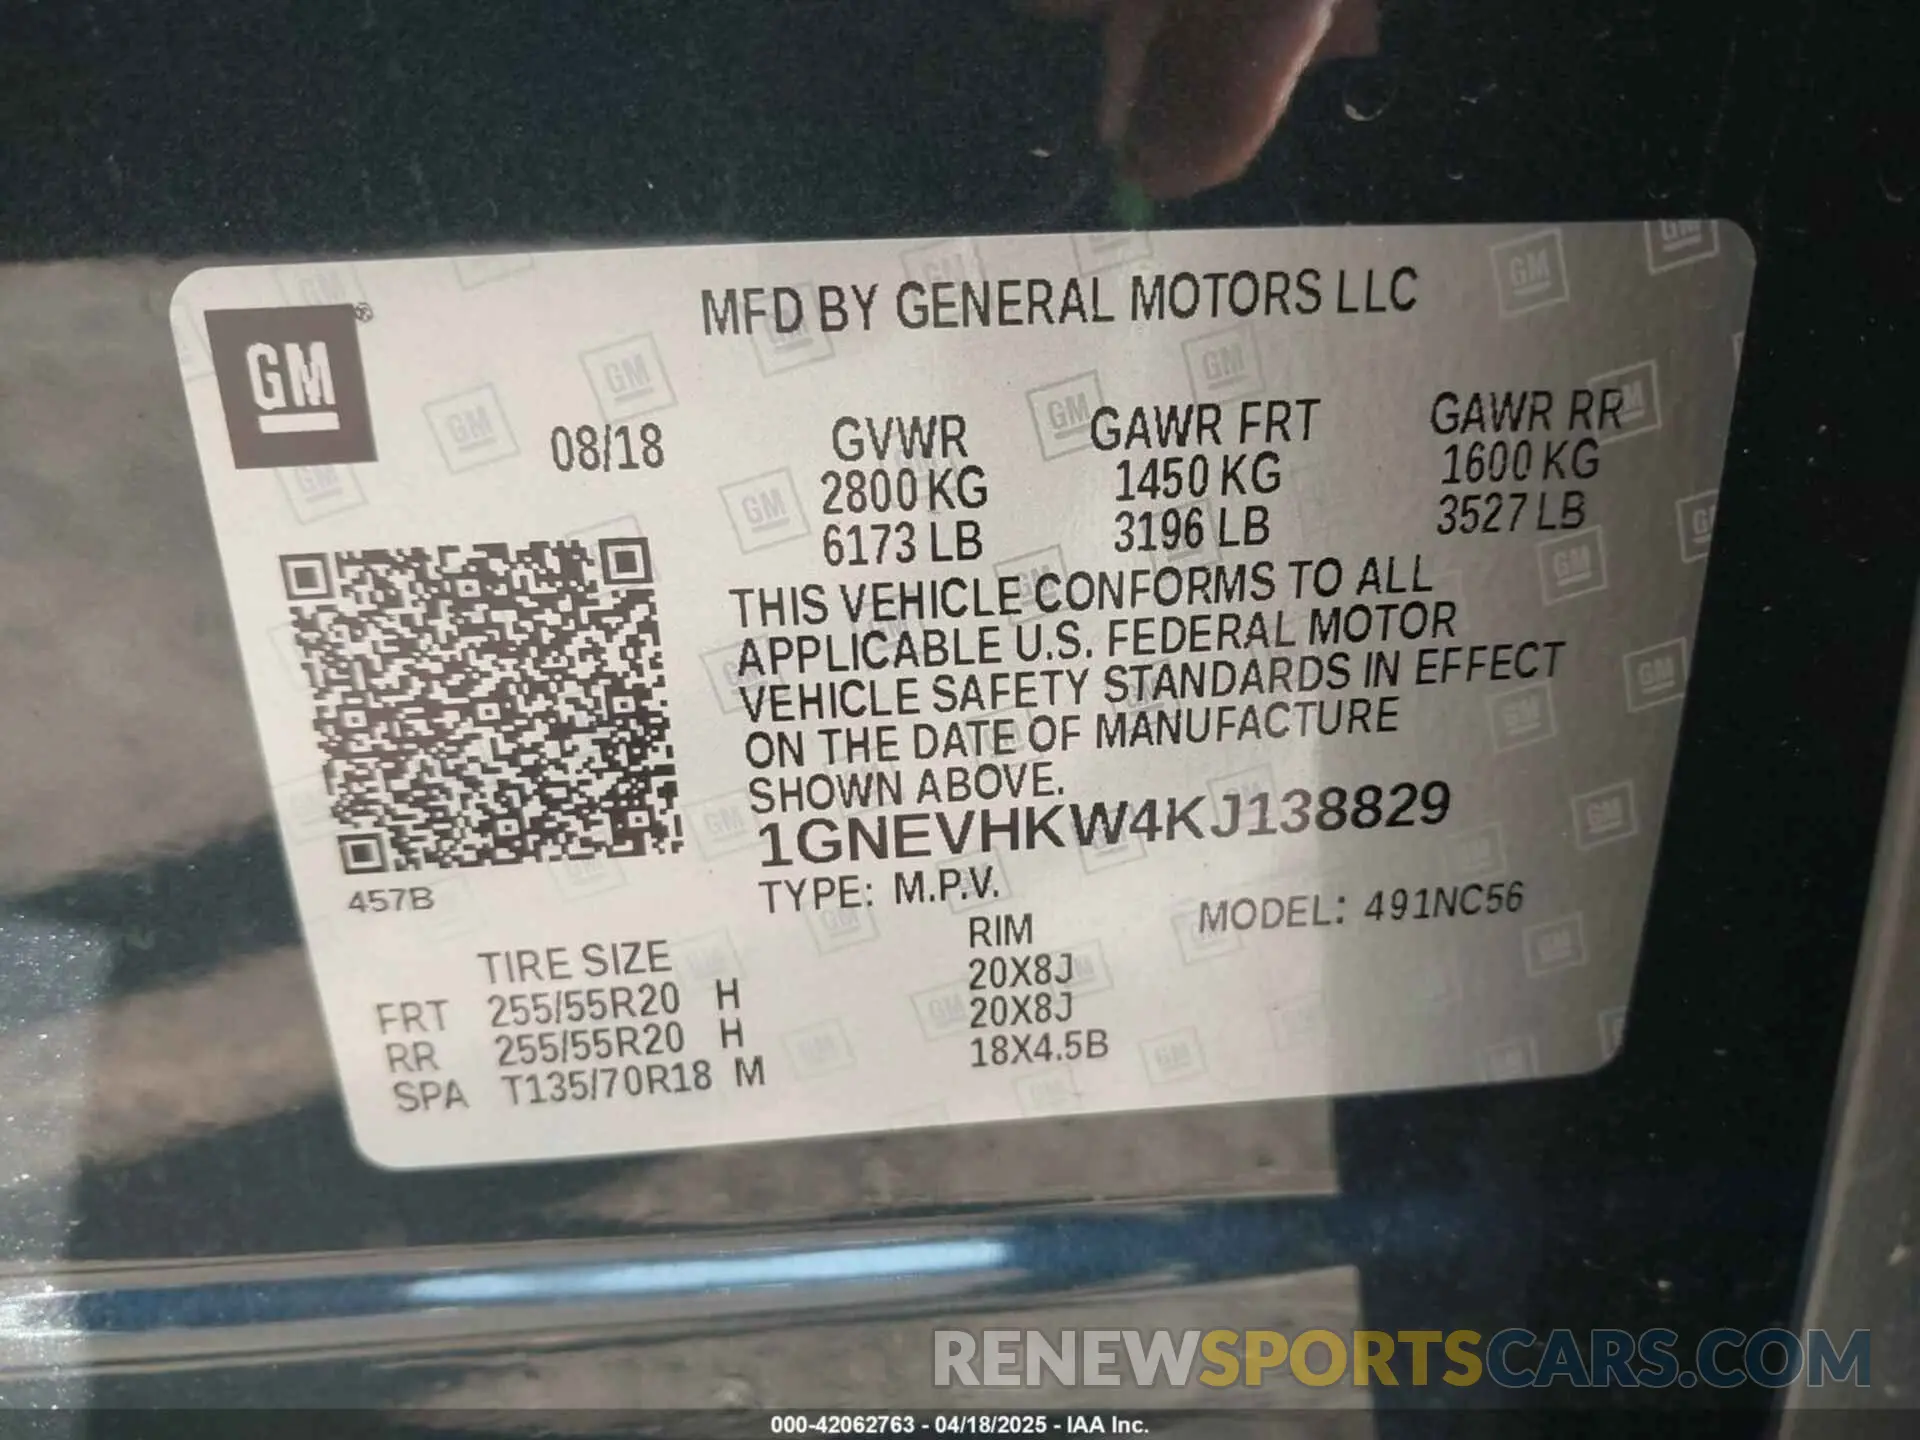 MFD BY GENERAL MOTORS LLC
GM ®
08/18
GVWR GAWR FRT GAWR RR
2800 KG 1450 KG 1600 KG
6173 LB 3196 LB 3527 LB
THIS VEHICLE CONFORMS TO ALL
APPLICABLE U.S. FEDERAL MOTOR
VEHICLE SAFETY STANDARDS IN EFFECT
ON THE DATE OF MANUFACTURE
SHOWN ABOVE.
1GNEVHKW4KJ138829
457B
TYPE: M.P.V. MODEL: 491NC56
TIRE SIZE RIM
FRT 255/55R20 H 20X8J
RR 255/55R20 H 20X8J
SPA T135/70R18 M 18X4.5B
RENEWSPORTSCARS.COM
000-42062763 - 04/18/2025 - IAA Inc.